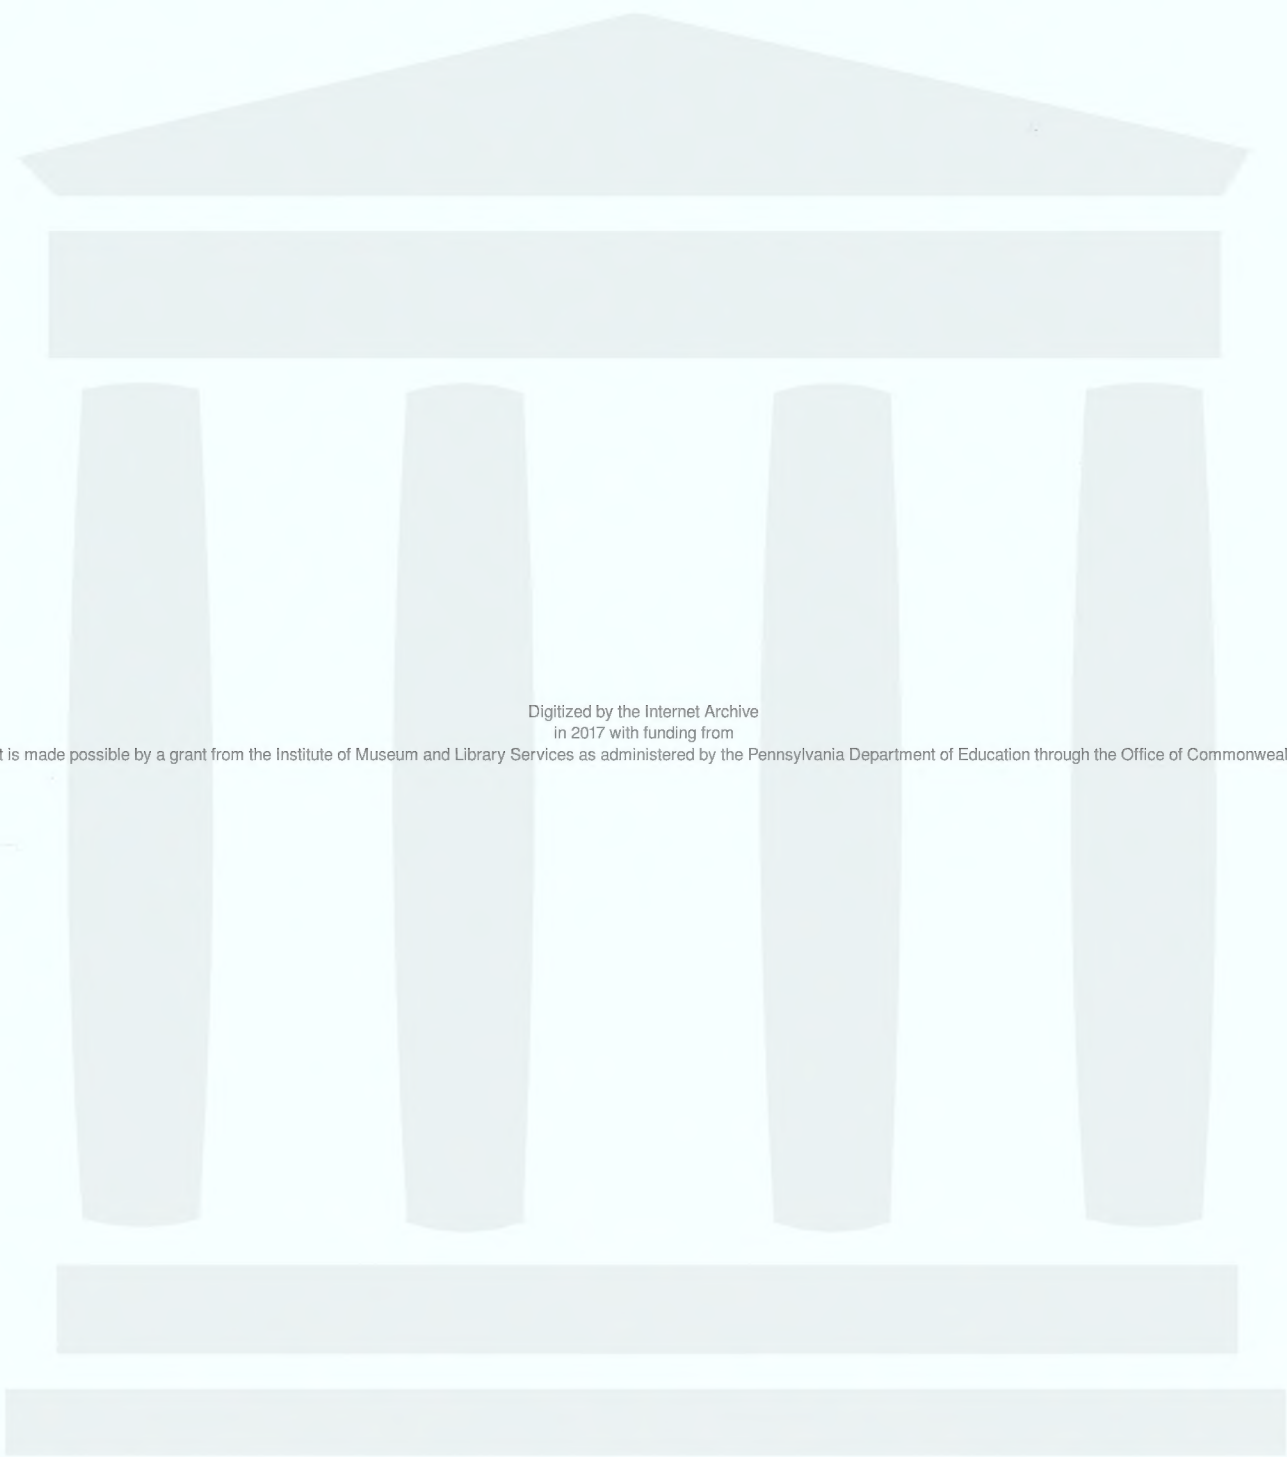 Digitized by the Internet Archive
in 2017 with funding from
is made possible by a grant from the Institute of Museum and Library Services as administered by the Pennsylvania Department of Education through the Office of